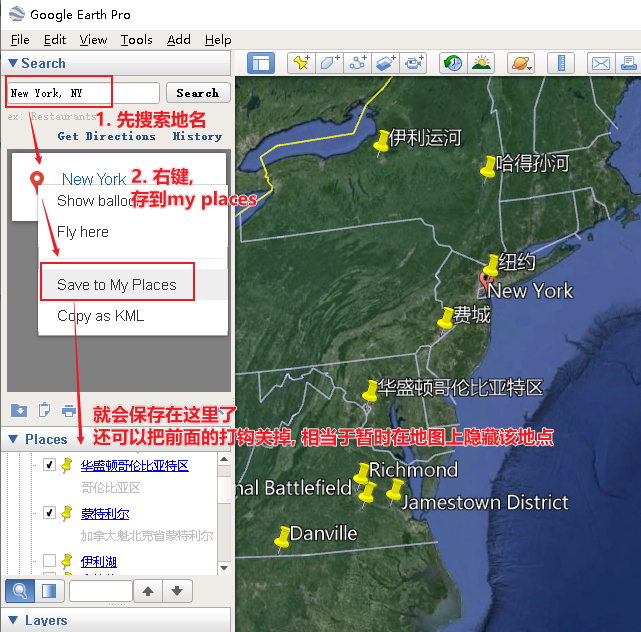 Google Earth Pro
File Edit View Tools Add Help
Search
New York, NY
Search
ex: Restaurants
1. 先搜索地名
Get Directions History
New York
2. 右键,
存到my places
Show balloon
Fly here
Save to My Places
Copy as KML
就会保存在这里了
还可以把前面的打钩关掉, 相当于暂时在地图上隐藏该地点
Places
华盛顿哥伦比亚特区
哥伦比亚区
蒙特利尔
加拿大魁北克省蒙特利尔
伊利湖
Layers
伊利运河
哈得孙河
纽约
New York
费城
华盛顿哥伦比亚特区
Richmond
nal Battlefield
Jamestown District
Danville